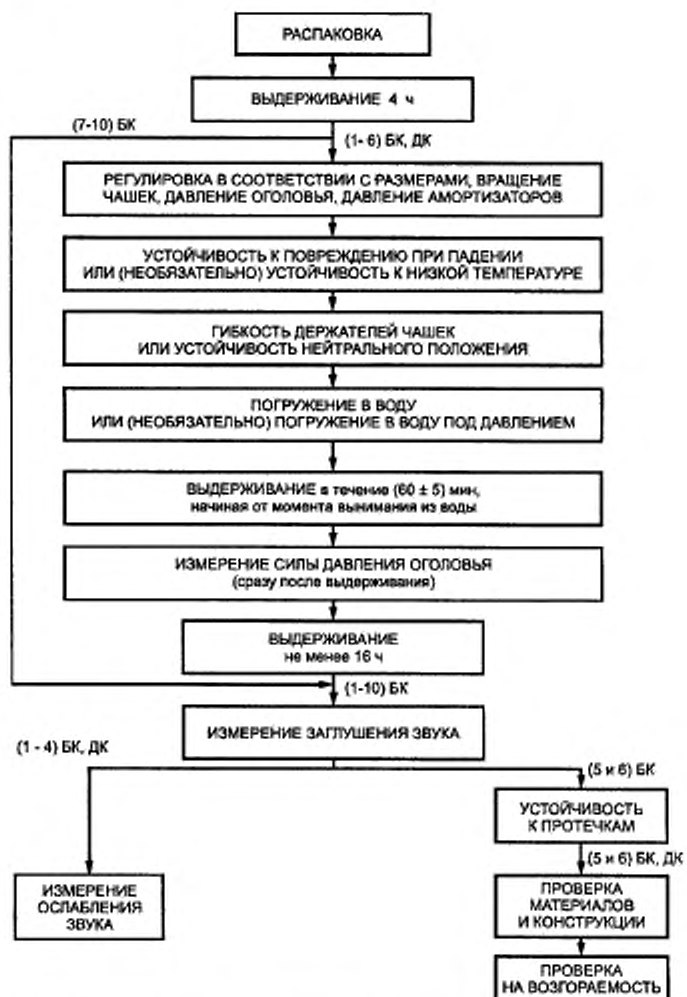 РАСПАКОВКА
ВЫДЕРЖИВАНИЕ 4 ч
(7-10) БК
(1- 6) БК, ДК
РЕГУЛИРОВКА В СООТВЕТСТВИИ С РАЗМЕРАМИ, ВРАЩЕНИЕ
ЧАШЕК, ДАВЛЕНИЕ ОГОЛОВЬЯ, ДАВЛЕНИЕ АМОРТИЗАТОРОВ
УСТОЙЧИВОСТЬ К ПОВРЕЖДЕНИЮ ПРИ ПАДЕНИИ
ИЛИ (НЕОБЯЗАТЕЛЬНО) УСТОЙЧИВОСТЬ К НИЗКОЙ ТЕМПЕРАТУРЕ
ГИБКОСТЬ ДЕРЖАТЕЛЕЙ ЧАШЕК
ИЛИ УСТОЙЧИВОСТЬ НЕЙТРАЛЬНОГО ПОЛОЖЕНИЯ
ПОГРУЖЕНИЕ В ВОДУ
ИЛИ (НЕОБЯЗАТЕЛЬНО) ПОГРУЖЕНИЕ В ВОДУ ПОД ДАВЛЕНИЕМ
ВЫДЕРЖИВАНИЕ в течение (60 ± 5) мин,
начиная от момента вынимания из воды
ИЗМЕРЕНИЕ СИЛЫ ДАВЛЕНИЯ ОГОЛОВЬЯ
(сразу после выдерживания)
ВЫДЕРЖИВАНИЕ
не менее 16 ч
(1-10) БК
ИЗМЕРЕНИЕ ЗАГЛУШЕНИЯ ЗВУКА
(1 - 4) БК, ДК
(5 и 6) БК
УСТОЙЧИВОСТЬ
К ПРОТЕЧКАМ
(5 и 6) БК, ДК
ИЗМЕРЕНИЕ
ОСЛАБЛЕНИЯ
ЗВУКА
ПРОВЕРКА
МАТЕРИАЛОВ
И КОНСТРУКЦИИ
ПРОВЕРКА
НА ВОЗГОРАЕМОСТЬ